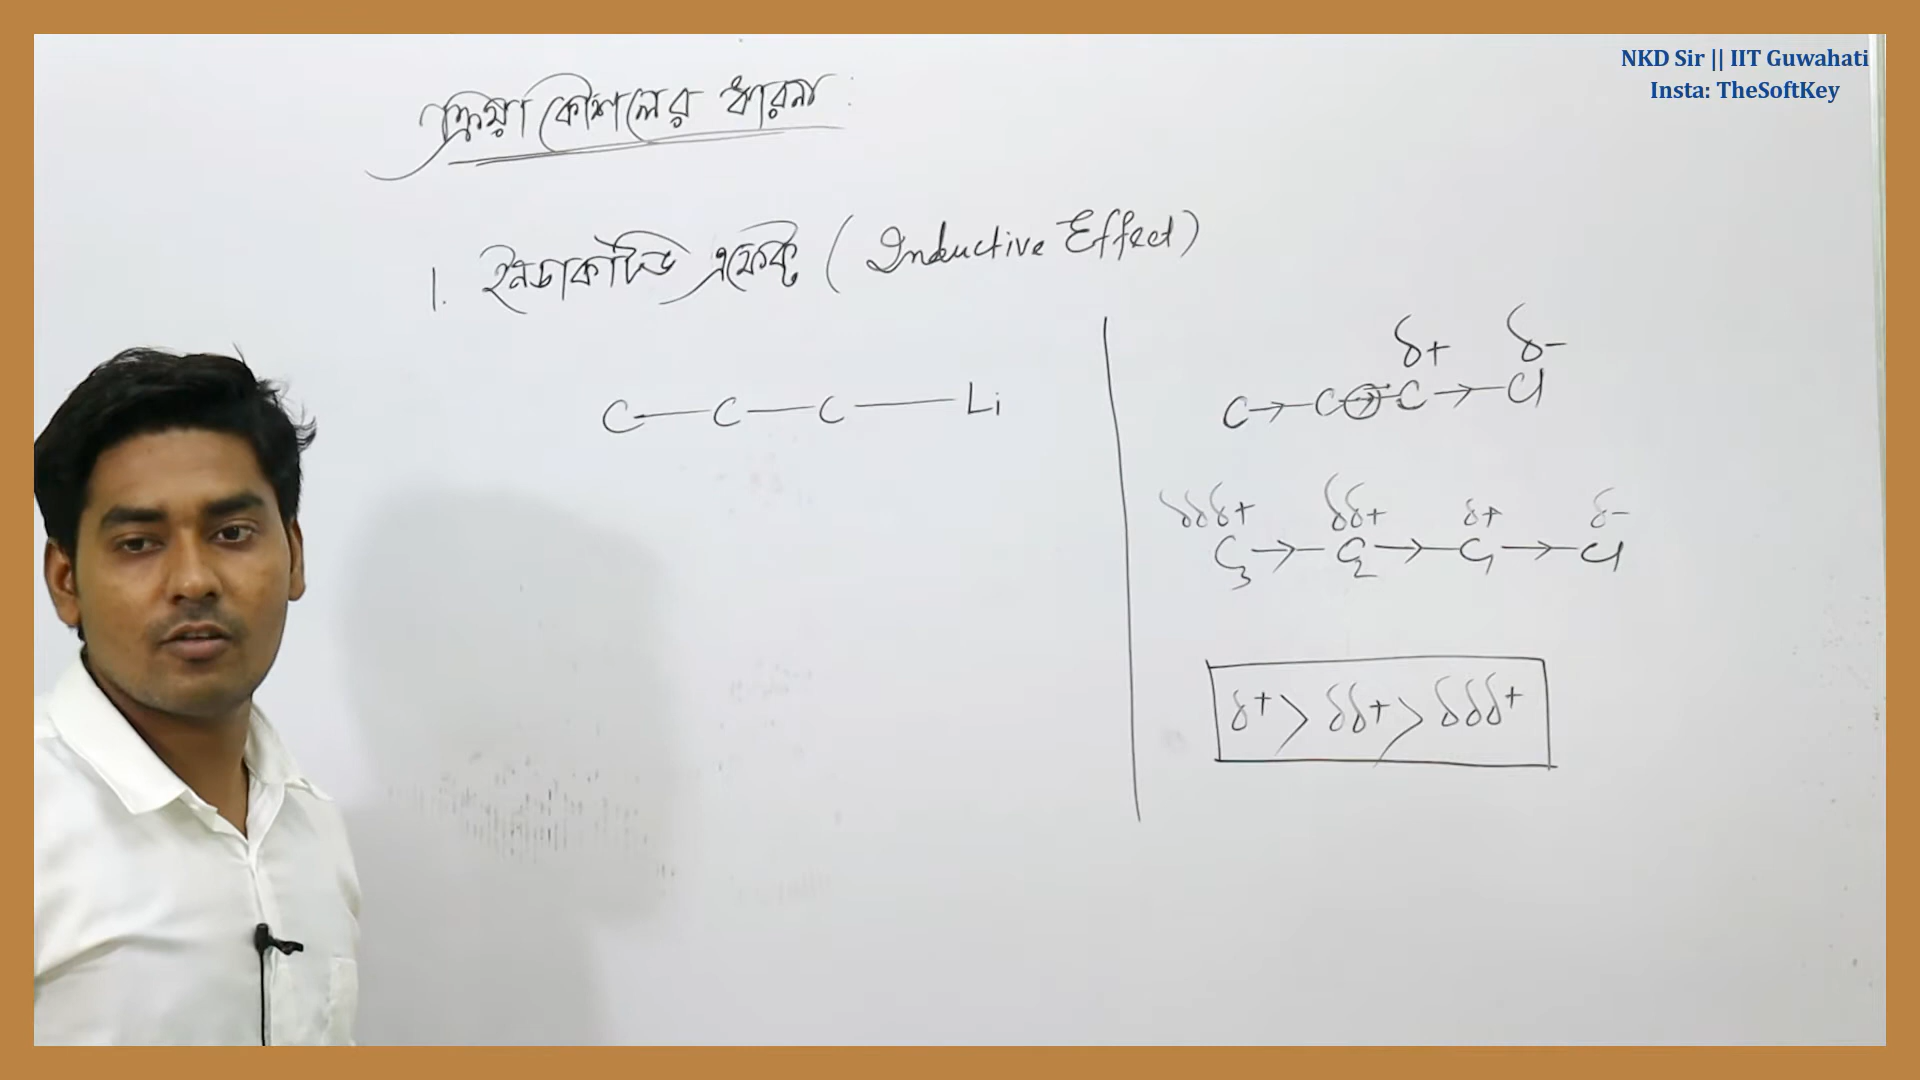 NKD Sir || IIT Guwahati
Insta: TheSoftKey
ক্রিয়া কৌশলের ধারনা :
1. ইনডাকটিভ এফেক্ট ( Inductive Effect )
C — C — C — Li
δ+ δ-
C → C → C → Cl
δδδ+ δδ+ δ+ δ-
C₃ → C₂ → C₁ → Cl
δ+ > δδ+ > δδδ+